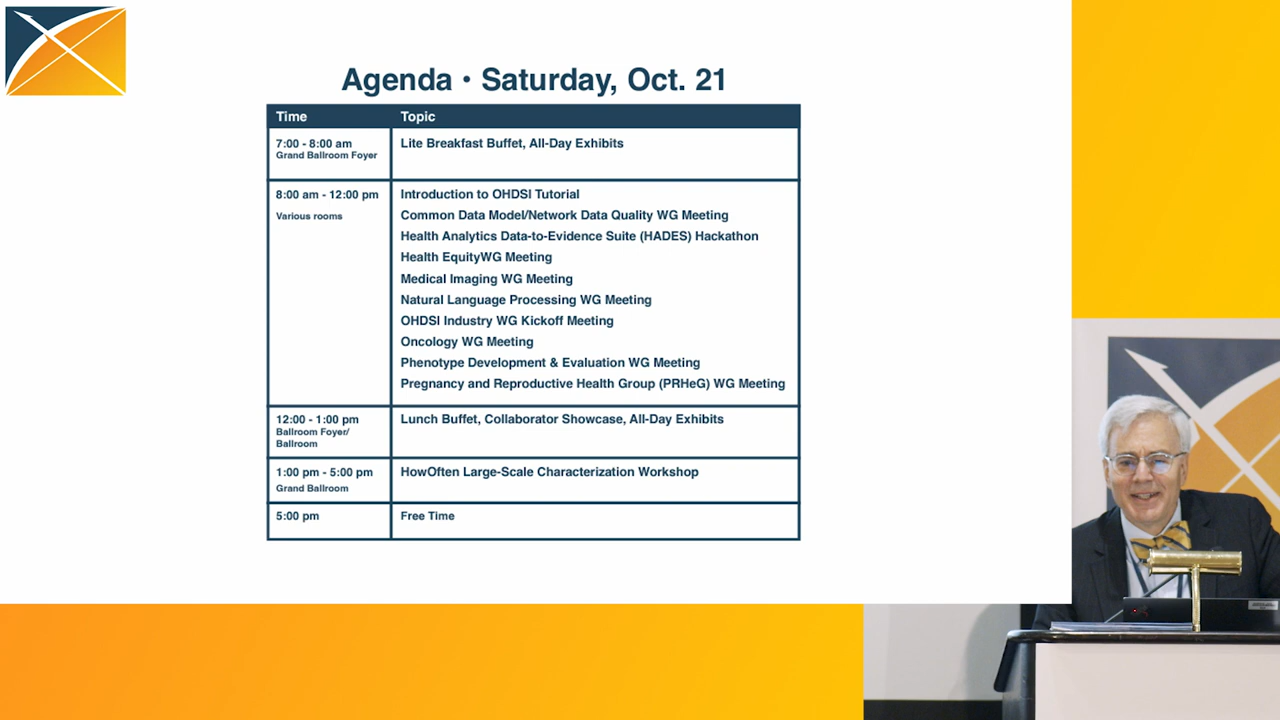 Agenda • Saturday, Oct. 21
Time Topic
7:00 - 8:00 am Lite Breakfast Buffet, All-Day Exhibits
Grand Ballroom Foyer
8:00 am - 12:00 pm Introduction to OHDSI Tutorial
Various rooms Common Data Model/Network Data Quality WG Meeting
Health Analytics Data-to-Evidence Suite (HADES) Hackathon
Health EquityWG Meeting
Medical Imaging WG Meeting
Natural Language Processing WG Meeting
OHDSI Industry WG Kickoff Meeting
Oncology WG Meeting
Phenotype Development & Evaluation WG Meeting
Pregnancy and Reproductive Health Group (PRHeG) WG Meeting
12:00 - 1:00 pm Lunch Buffet, Collaborator Showcase, All-Day Exhibits
Ballroom Foyer/
Ballroom
1:00 pm - 5:00 pm HowOften Large-Scale Characterization Workshop
Grand Ballroom
5:00 pm Free Time